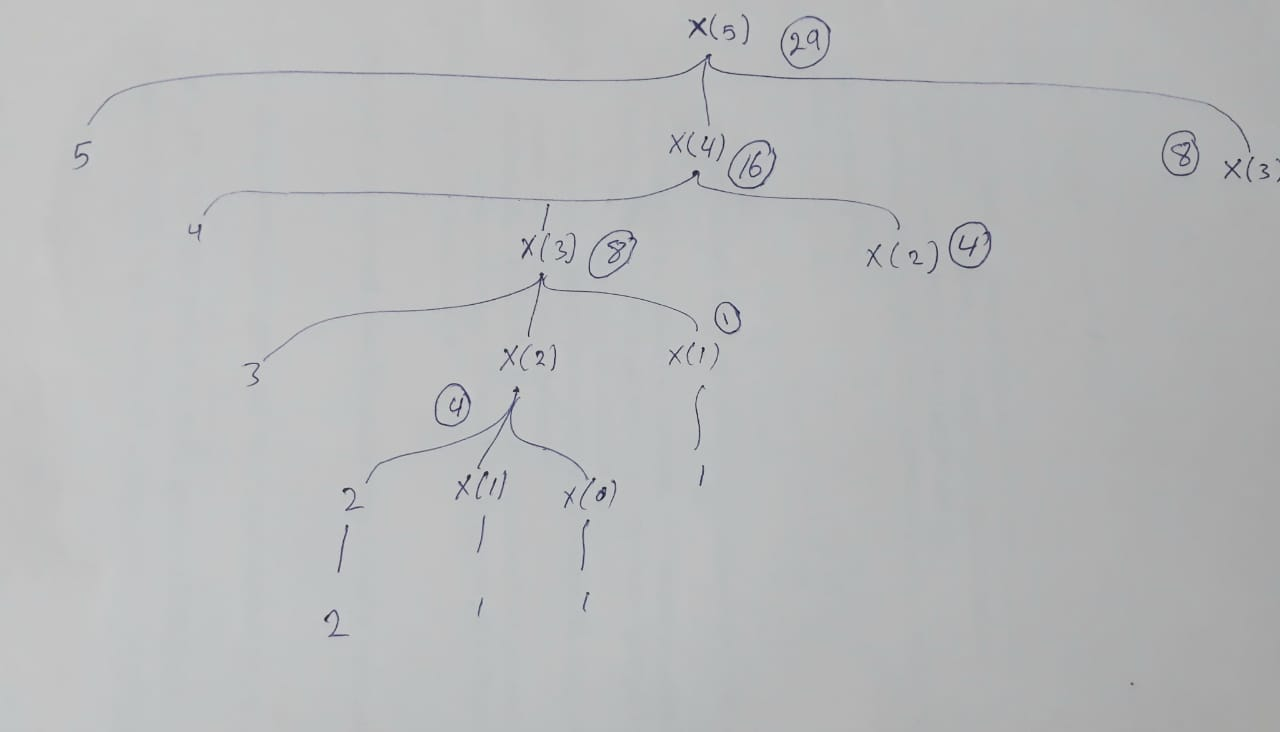 X(5) 29
5 X(4) 16 8 X(3)
4 X(3) 8 X(2) 4
3 X(2) X(1) 1
4
2 X(1) X(0) 1
2 1 1